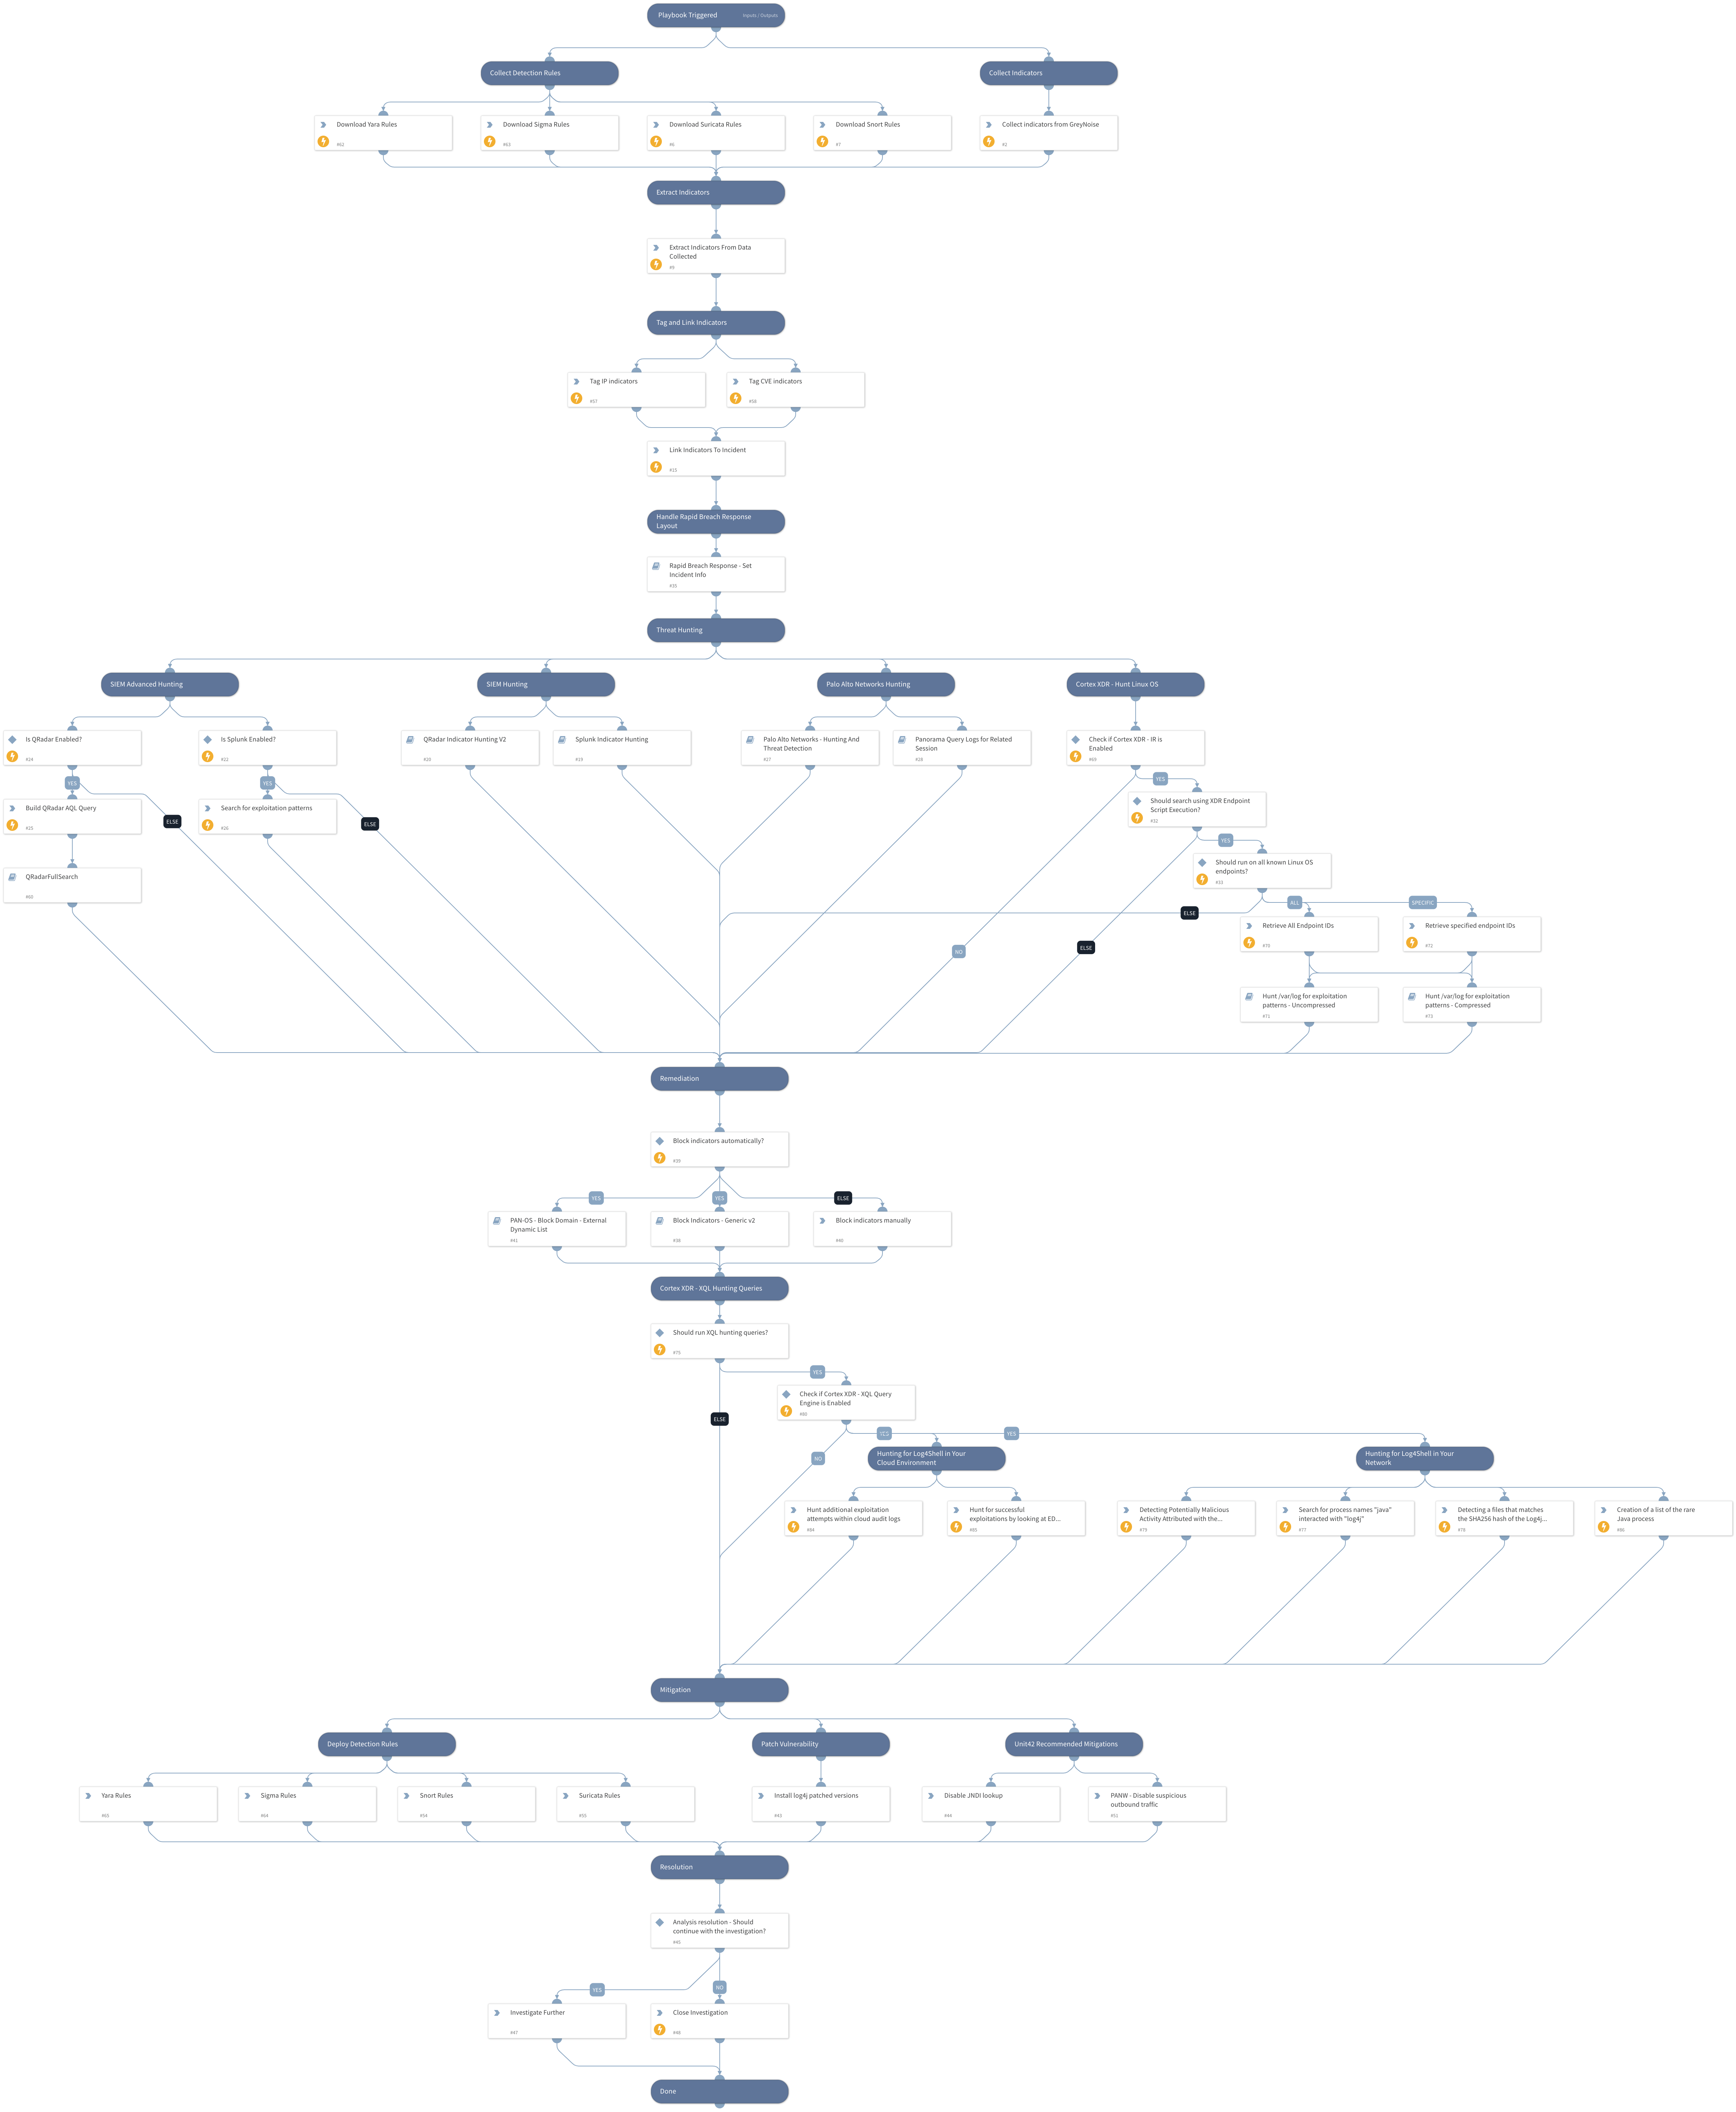 Playbook Triggered
Inputs / Outputs
Collect Detection Rules
Collect Indicators
Download Yara Rules
#62
Download Sigma Rules
#63
Download Suricata Rules
#6
Download Snort Rules
#7
Collect indicators from GreyNoise
#2
Extract Indicators
Extract Indicators From Data
Collected
#9
Tag and Link Indicators
Tag IP indicators
#57
Tag CVE indicators
#58
Link Indicators To Incident
Handle Rapid Breach Response
Layout
Rapid Breach Response - Set
Incident Info
Threat Hunting
SIEM Advanced Hunting
SIEM Hunting
Palo Alto Networks Hunting
Cortex XDR - Hunt Linux OS
Is QRadar Enabled?
#24
Is Splunk Enabled?
#22
QRadar Indicator Hunting V2
#20
Splunk Indicator Hunting
#19
Palo Alto Networks - Hunting And
Threat Detection
#27
Panorama Query Logs for Related
Session
#28
Check if Cortex XDR - IR is
Enabled
#69
YES
YES
YES
Build QRadar AQL Query
#25
Search for exploitation patterns
#26
ELSE
ELSE
Should search using XDR Endpoint
Script Execution?
#32
YES
Should run on all known Linux OS
endpoints?
#33
QRadarFullSearch
#60
ALL
SPECIFIC
ELSE
Retrieve All Endpoint IDs
#70
Retrieve specified endpoint IDs
#72
NO
ELSE
Hunt /var/log for exploitation
patterns - Uncompressed
#71
Hunt /var/log for exploitation
patterns - Compressed
#73
Remediation
Block indicators automatically?
#39
YES
YES
ELSE
PAN-OS - Block Domain - External
Dynamic List
#41
Block Indicators - Generic v2
#38
Block indicators manually
#40
Cortex XDR - XQL Hunting Queries
Should run XQL hunting queries?
#75
YES
Check if Cortex XDR - XQL Query
Engine is Enabled
#80
ELSE
YES
YES
NO
Hunting for Log4Shell in Your
Cloud Environment
Hunting for Log4Shell in Your
Network
Hunt additional exploitation
attempts within cloud audit logs
#84
Hunt for successful
exploitations by looking at ED...
#85
Detecting Potentially Malicious
Activity Attributed with the...
#79
Search for process names "java"
interacted with "log4j"
#77
Detecting a files that matches
the SHA256 hash of the Log4j...
#78
Creation of a list of the rare
Java process
#86
Mitigation
Deploy Detection Rules
Patch Vulnerability
Unit42 Recommended Mitigations
Yara Rules
#65
Sigma Rules
#64
Snort Rules
#54
Suricata Rules
#55
Install log4j patched versions
#43
Disable JNDI lookup
#44
PANW - Disable suspicious
outbound traffic
#51
Resolution
Analysis resolution - Should
continue with the investigation?
#45
YES
NO
Investigate Further
#47
Close Investigation
#48
Done